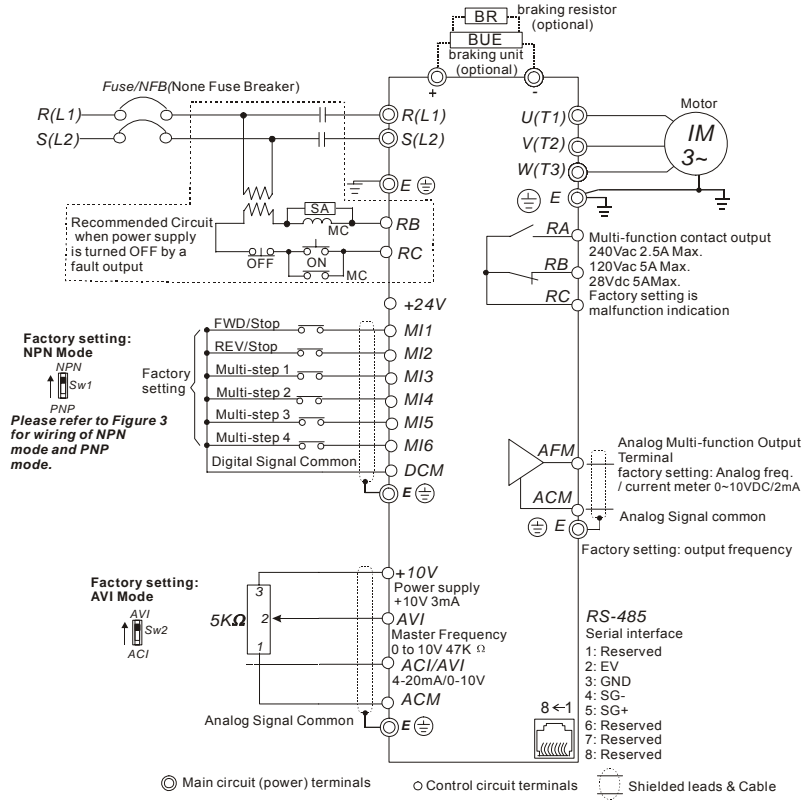 BR
braking resistor
(optional)
BUE
braking unit
(optional)
+
-
Fuse/NFB(None Fuse Breaker)
R(L1)
S(L2)
R(L1)
S(L2)
E
Recommended Circuit
when power supply
is turned OFF by a
fault output
SA
MC
OFF
ON
MC
RB
RC
U(T1)
V(T2)
W(T3)
E
Motor
IM
3~
RA
RB
RC
Multi-function contact output
240Vac 2.5A Max.
120Vac 5A Max.
28Vdc 5AMax.
Factory setting is
malfunction indication
+24V
Factory setting:
NPN Mode
NPN
Sw1
PNP
Please refer to Figure 3
for wiring of NPN
mode and PNP
mode.
Factory
setting
FWD/Stop
REV/Stop
Multi-step 1
Multi-step 2
Multi-step 3
Multi-step 4
Digital Signal Common
MI1
MI2
MI3
MI4
MI5
MI6
DCM
E
AFM
ACM
E
Analog Multi-function Output
Terminal
factory setting: Analog freq.
/ current meter 0~10VDC/2mA
Analog Signal common
Factory setting: output frequency
Factory setting:
AVI Mode
AVI
Sw2
ACI
5KΩ
3
2
1
+10V
Power supply
+10V 3mA
AVI
Master Frequency
0 to 10V 47K Ω
ACI/AVI
4-20mA/0-10V
ACM
Analog Signal Common
E
RS-485
Serial interface
1: Reserved
2: EV
3: GND
4: SG-
5: SG+
6: Reserved
7: Reserved
8: Reserved
8←1
Main circuit (power) terminals
Control circuit terminals
Shielded leads & Cable